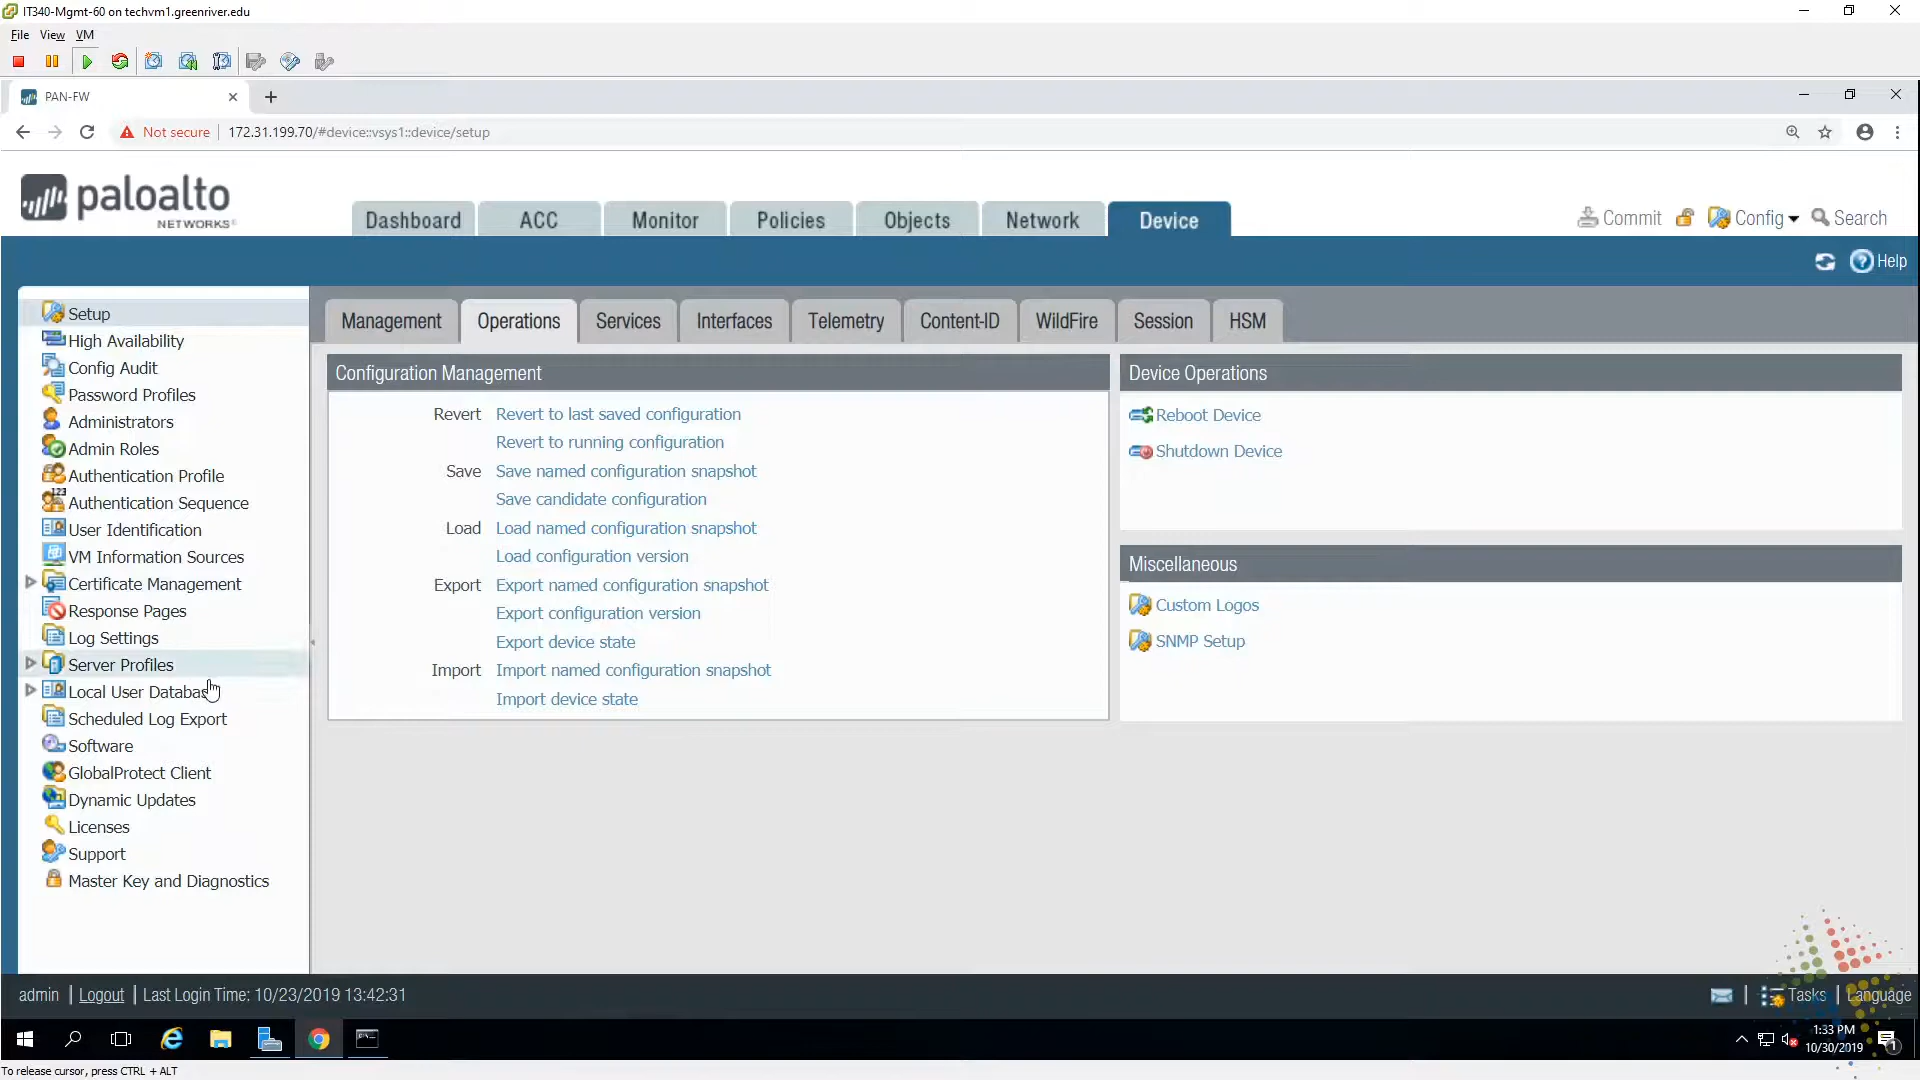 IT340-Mgmt-60 on techvm1.greenriver.edu
File View VM
PAN-FW
Not secure 172.31.199.70/#device::vsys1::device/setup
paloalto
NETWORKS®
Dashboard ACC Monitor Policies Objects Network Device
Commit Config Search
Help
Setup
High Availability
Config Audit
Password Profiles
Administrators
Admin Roles
Authentication Profile
Authentication Sequence
User Identification
VM Information Sources
Certificate Management
Response Pages
Log Settings
Server Profiles
Local User Databas
Scheduled Log Export
Software
GlobalProtect Client
Dynamic Updates
Licenses
Support
Master Key and Diagnostics
Management Operations Services Interfaces Telemetry Content-ID WildFire Session HSM
Configuration Management
Revert Revert to last saved configuration
Revert to running configuration
Save Save named configuration snapshot
Save candidate configuration
Load Load named configuration snapshot
Load configuration version
Export Export named configuration snapshot
Export configuration version
Export device state
Import Import named configuration snapshot
Import device state
Device Operations
Reboot Device
Shutdown Device
Miscellaneous
Custom Logos
SNMP Setup
admin | Logout | Last Login Time: 10/23/2019 13:42:31
Tasks | Language
1:33 PM
10/30/2019
1
To release cursor, press CTRL + ALT